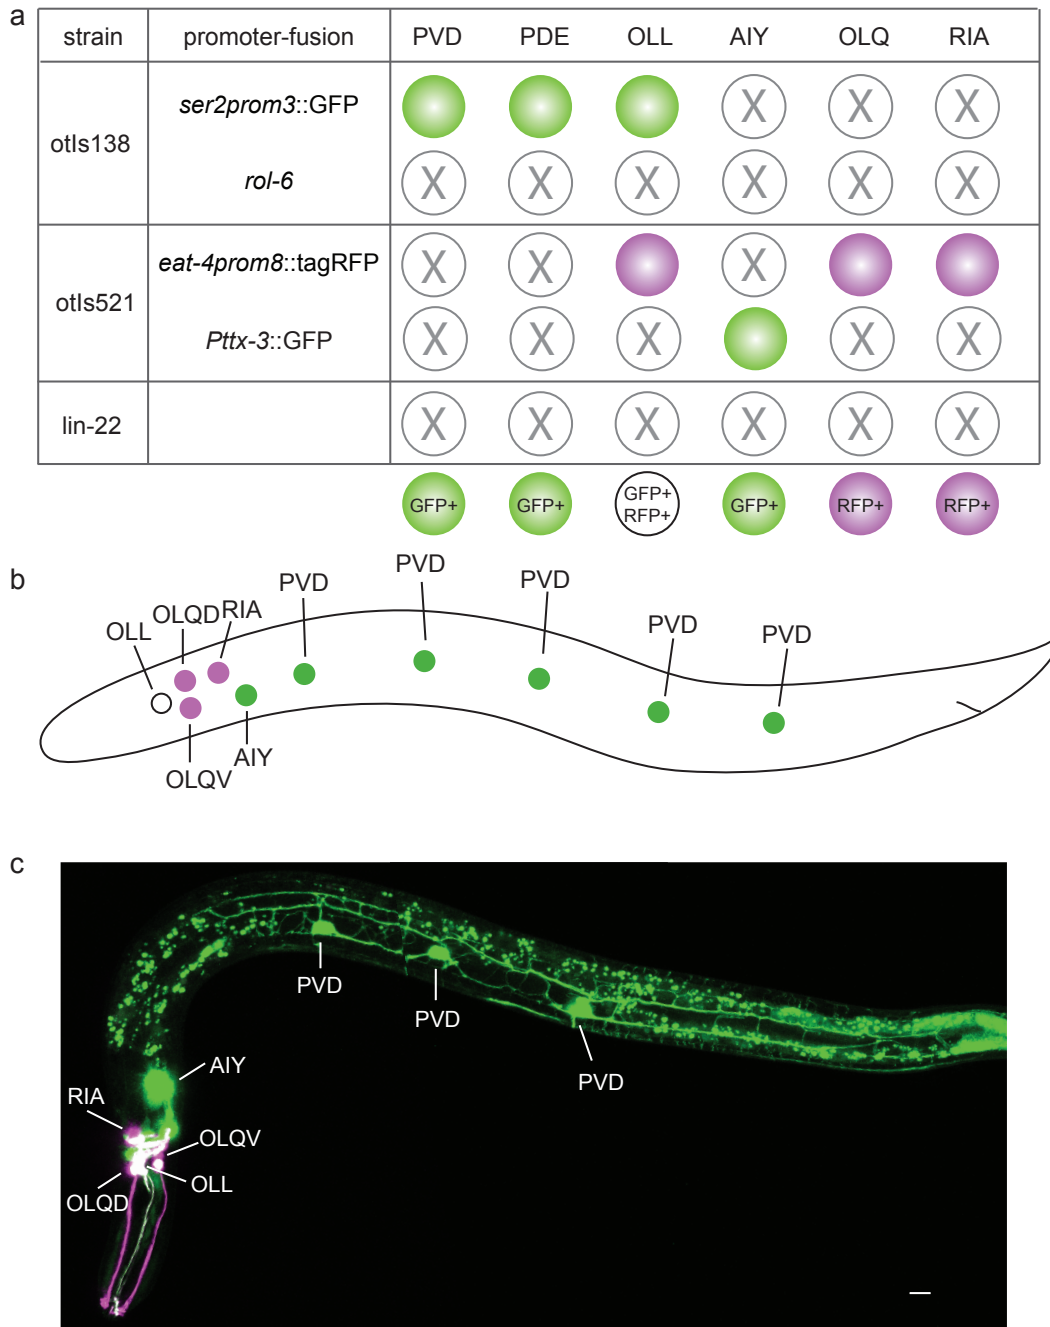 a
strain promoter-fusion PVD PDE OLL AIY OLQ RIA
otIs138
ser2prom3::GFP X X X
rol-6 X X X X X X
otIs521
eat-4prom8::tagRFP X X X
Pttx-3::GFP X X X X X
lin-22 X X X X X X
GFP+ GFP+ GFP+ RFP+ GFP+ RFP+ RFP+
b
OLL
OLQD
RIA
PVD
PVD
PVD
PVD
PVD
OLQV
AIY
c
PVD
PVD
PVD
AIY
RIA
OLQV
OLL
OLQD